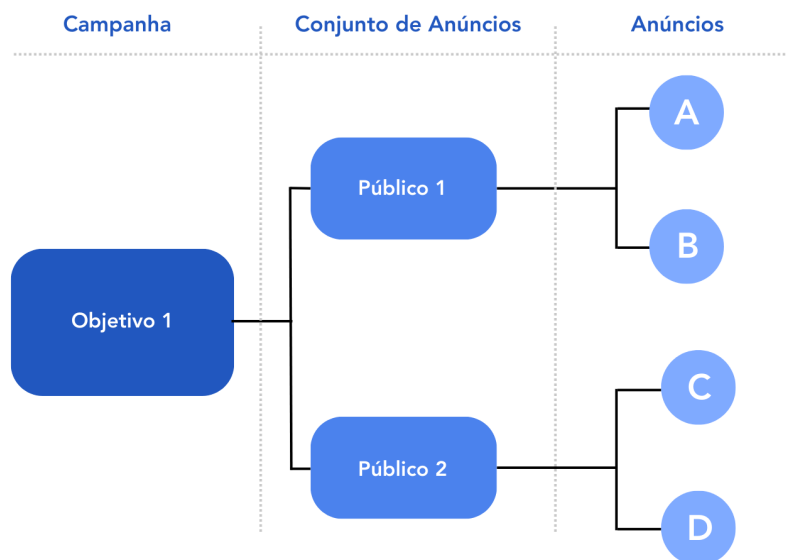 Campanha
Conjunto de Anúncios
Anúncios
A
Público 1
B
Objetivo 1
C
Público 2
D